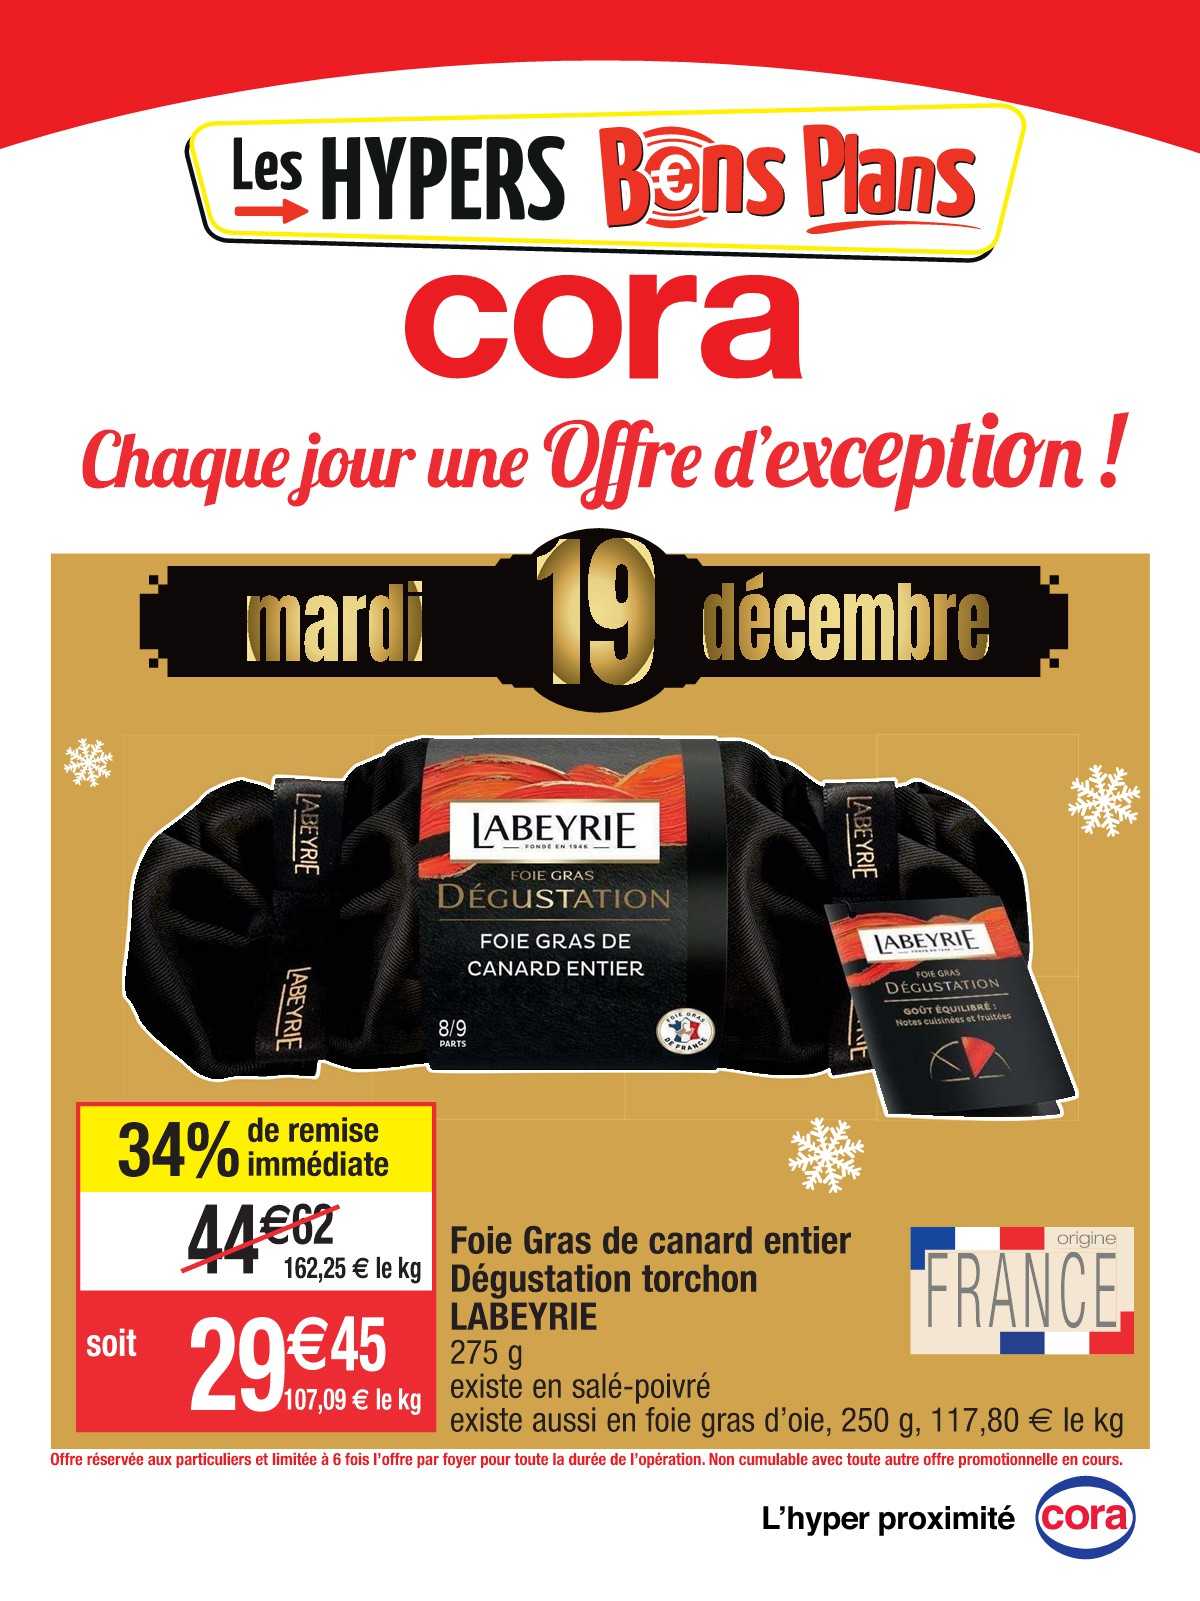 Les HYPERS Bons Plans
cora
Chaque jour une Offre d'exception !
mardi 19 décembre
LABEYRIE
LABEYRIE
LABEYRIE
FONDÉ EN 1946
FOIE GRAS
DÉGUSTATION
FOIE GRAS DE
CANARD ENTIER
8/9
PARTS
FOIE GRAS DE FRANCE
LABEYRIE
LABEYRIE
FOIE GRAS
DÉGUSTATION
GOÛT ÉQUILIBRÉ :
Notes cuisinées et fruitées
34% de remise
immédiate
44€62
162,25 € le kg
soit 29€45
107,09 € le kg
Foie Gras de canard entier
Dégustation torchon
LABEYRIE
275 g
existe en salé-poivré
existe aussi en foie gras d'oie, 250 g, 117,80 € le kg
origine
FRANCE
Offre réservée aux particuliers et limitée à 6 fois l'offre par foyer pour toute la durée de l'opération. Non cumulable avec toute autre offre promotionnelle en cours.
L'hyper proximité cora